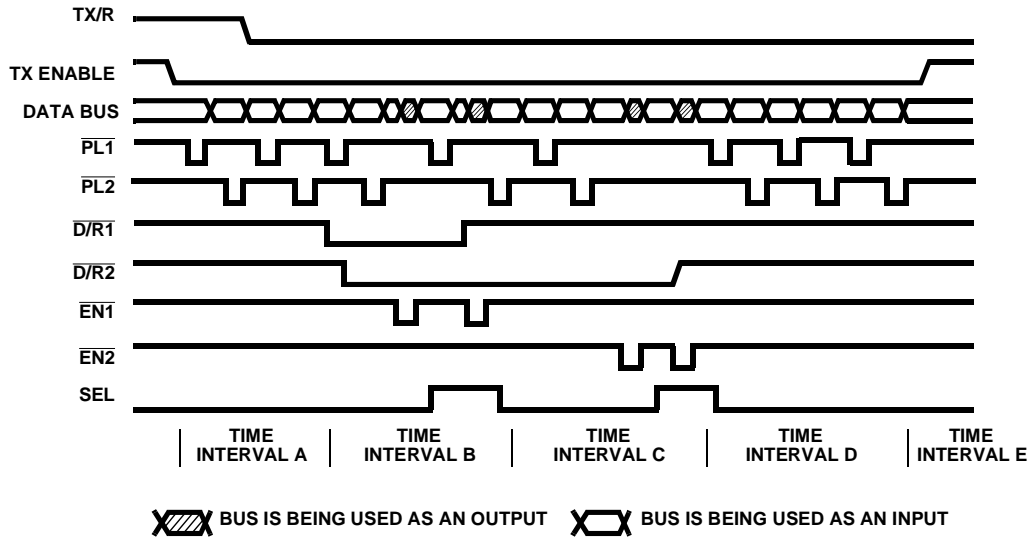 TX/R
TX ENABLE
DATA BUS
PL1
PL2
D/R1
D/R2
EN1
EN2
SEL
TIME INTERVAL A
TIME INTERVAL B
TIME INTERVAL C
TIME INTERVAL D
TIME INTERVAL E
BUS IS BEING USED AS AN OUTPUT
BUS IS BEING USED AS AN INPUT